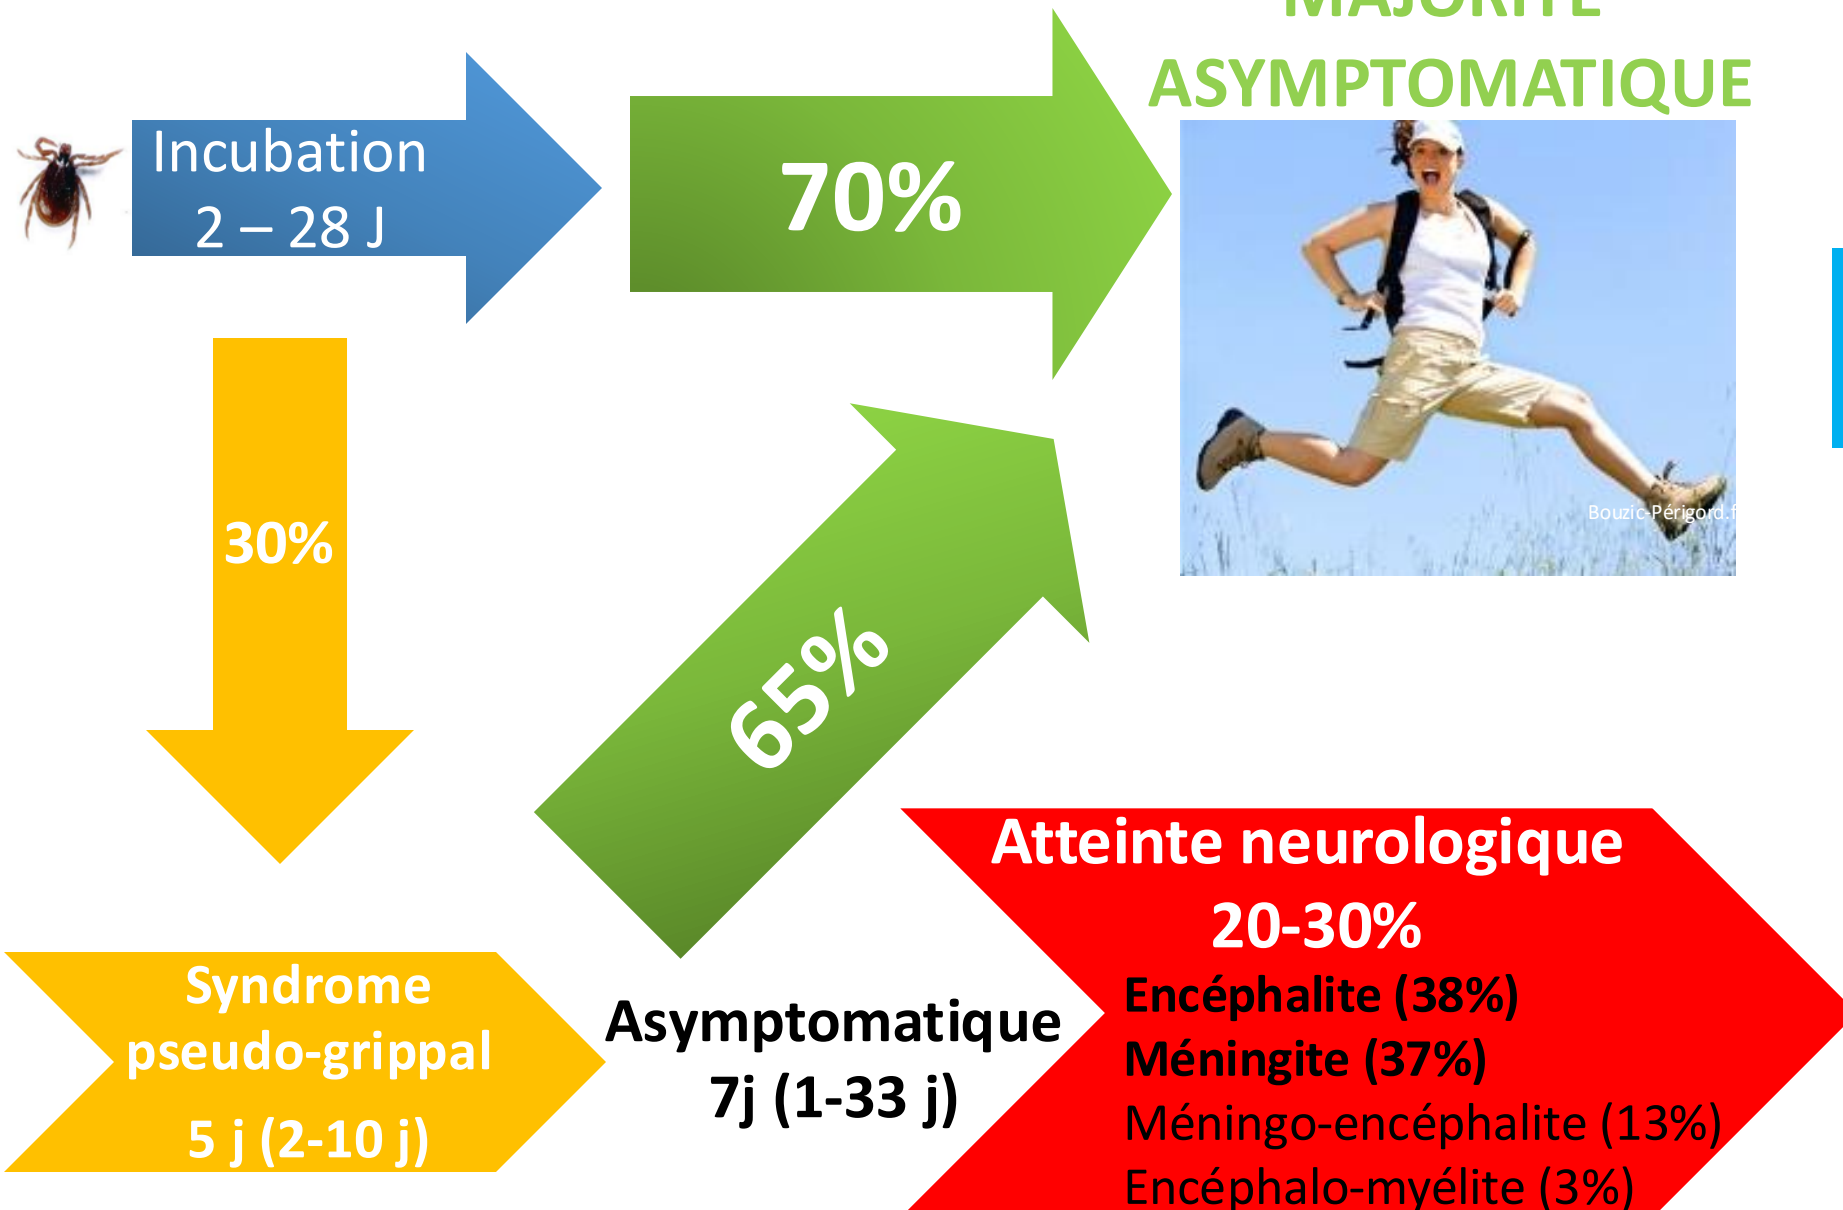 MAJORITE
ASYMPTOMATIQUE
Incubation
2 – 28 J
70%
30%
65%
Bouzic-Périgord.f
Atteinte neurologique
20-30%
Encéphalite (38%)
Méningite (37%)
Méningo-encéphalite (13%)
Encéphalo-myélite (3%)
Syndrome
pseudo-grippal
5 j (2-10 j)
Asymptomatique
7j (1-33 j)